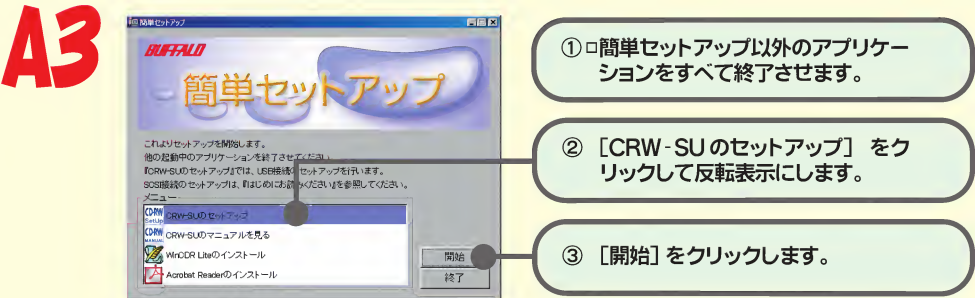 A3
簡単セットアップ
BUFFALO
簡単セットアップ
これよりセットアップを開始します。
他の起動中のアプリケーションを終了させてください。
『CRW-SUのセットアップ』では、USB接続のセットアップを行います。
SCSI接続のセットアップは、『はじめにお読みください』を参照してください。
メニュー
CD-RW SetUp CRW-SUのセットアップ
CD-RW MANUAL CRW-SUのマニュアルを見る
WinCDR Liteのインストール
Acrobat Readerのインストール
開始
終了
①□簡単セットアップ以外のアプリケー
ションをすべて終了させます。
② [CRW-SUのセットアップ] をク
リックして反転表示にします。
③ [開始] をクリックします。